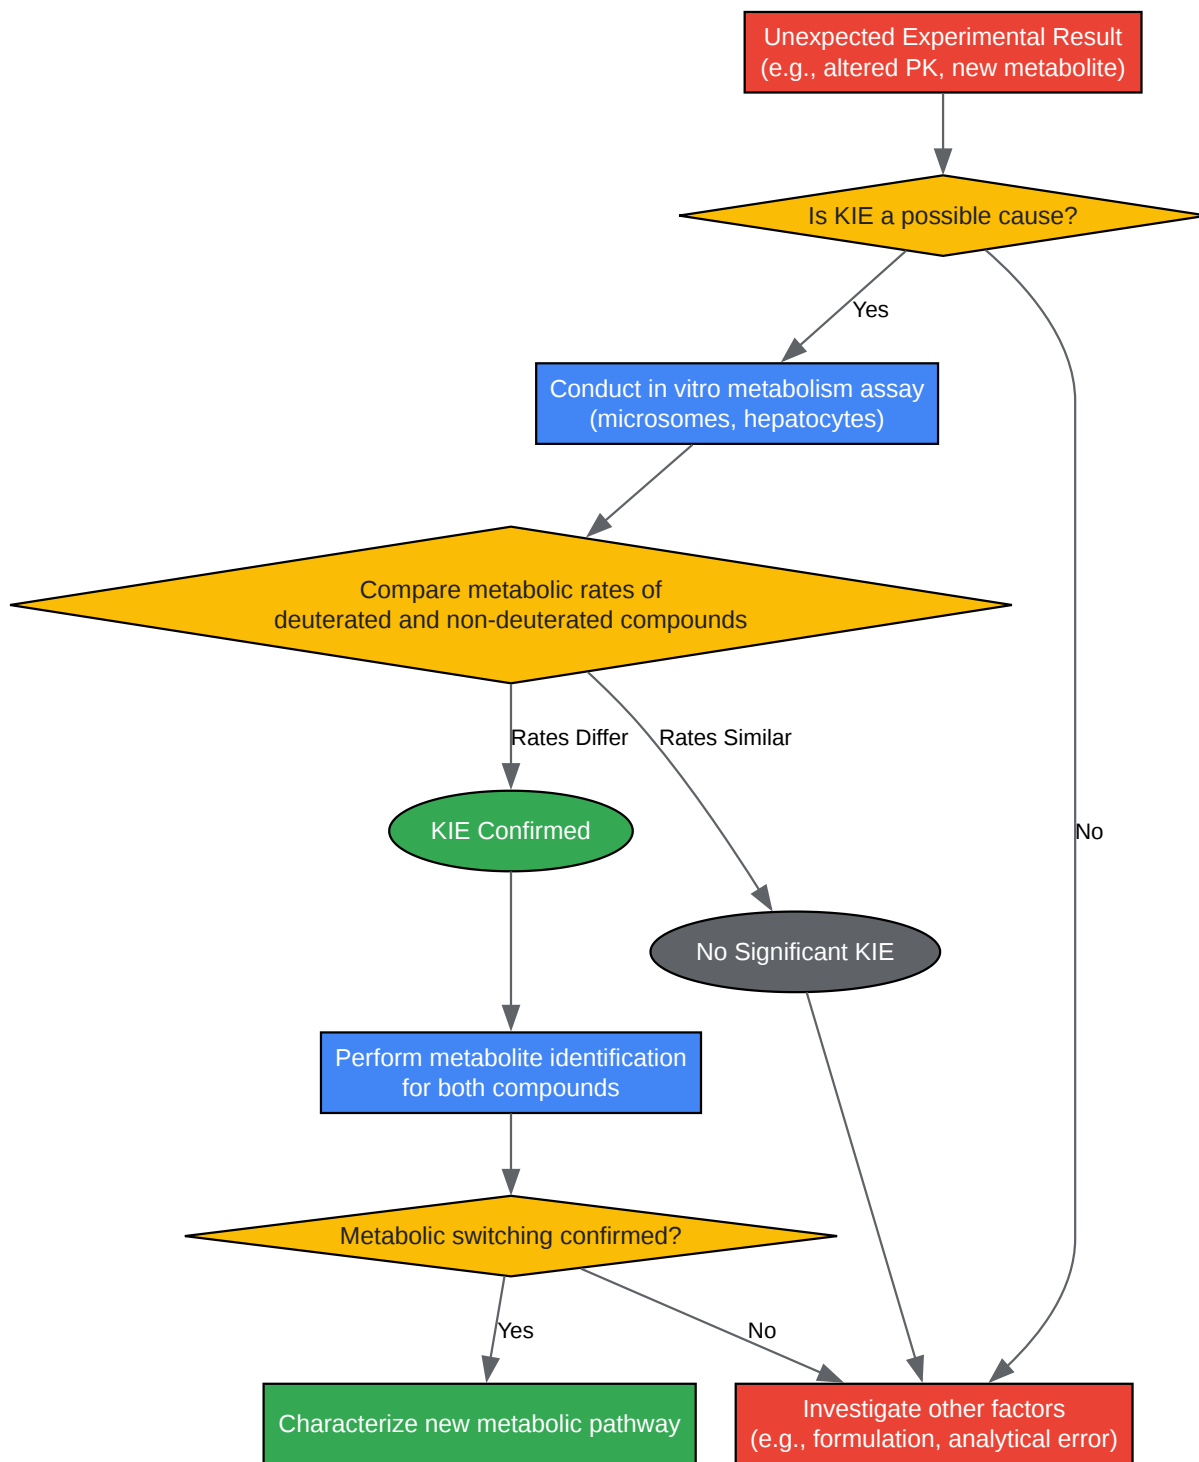 Unexpected Experimental Result
(e.g., altered PK, new metabolite)
Is KIE a possible cause?
Yes
Conduct in vitro metabolism assay
(microsomes, hepatocytes)
Compare metabolic rates of
deuterated and non-deuterated compounds
Rates Differ
Rates Similar
KIE Confirmed
No
No Significant KIE
Perform metabolite identification
for both compounds
Metabolic switching confirmed?
Yes
No
Characterize new metabolic pathway
Investigate other factors
(e.g., formulation, analytical error)